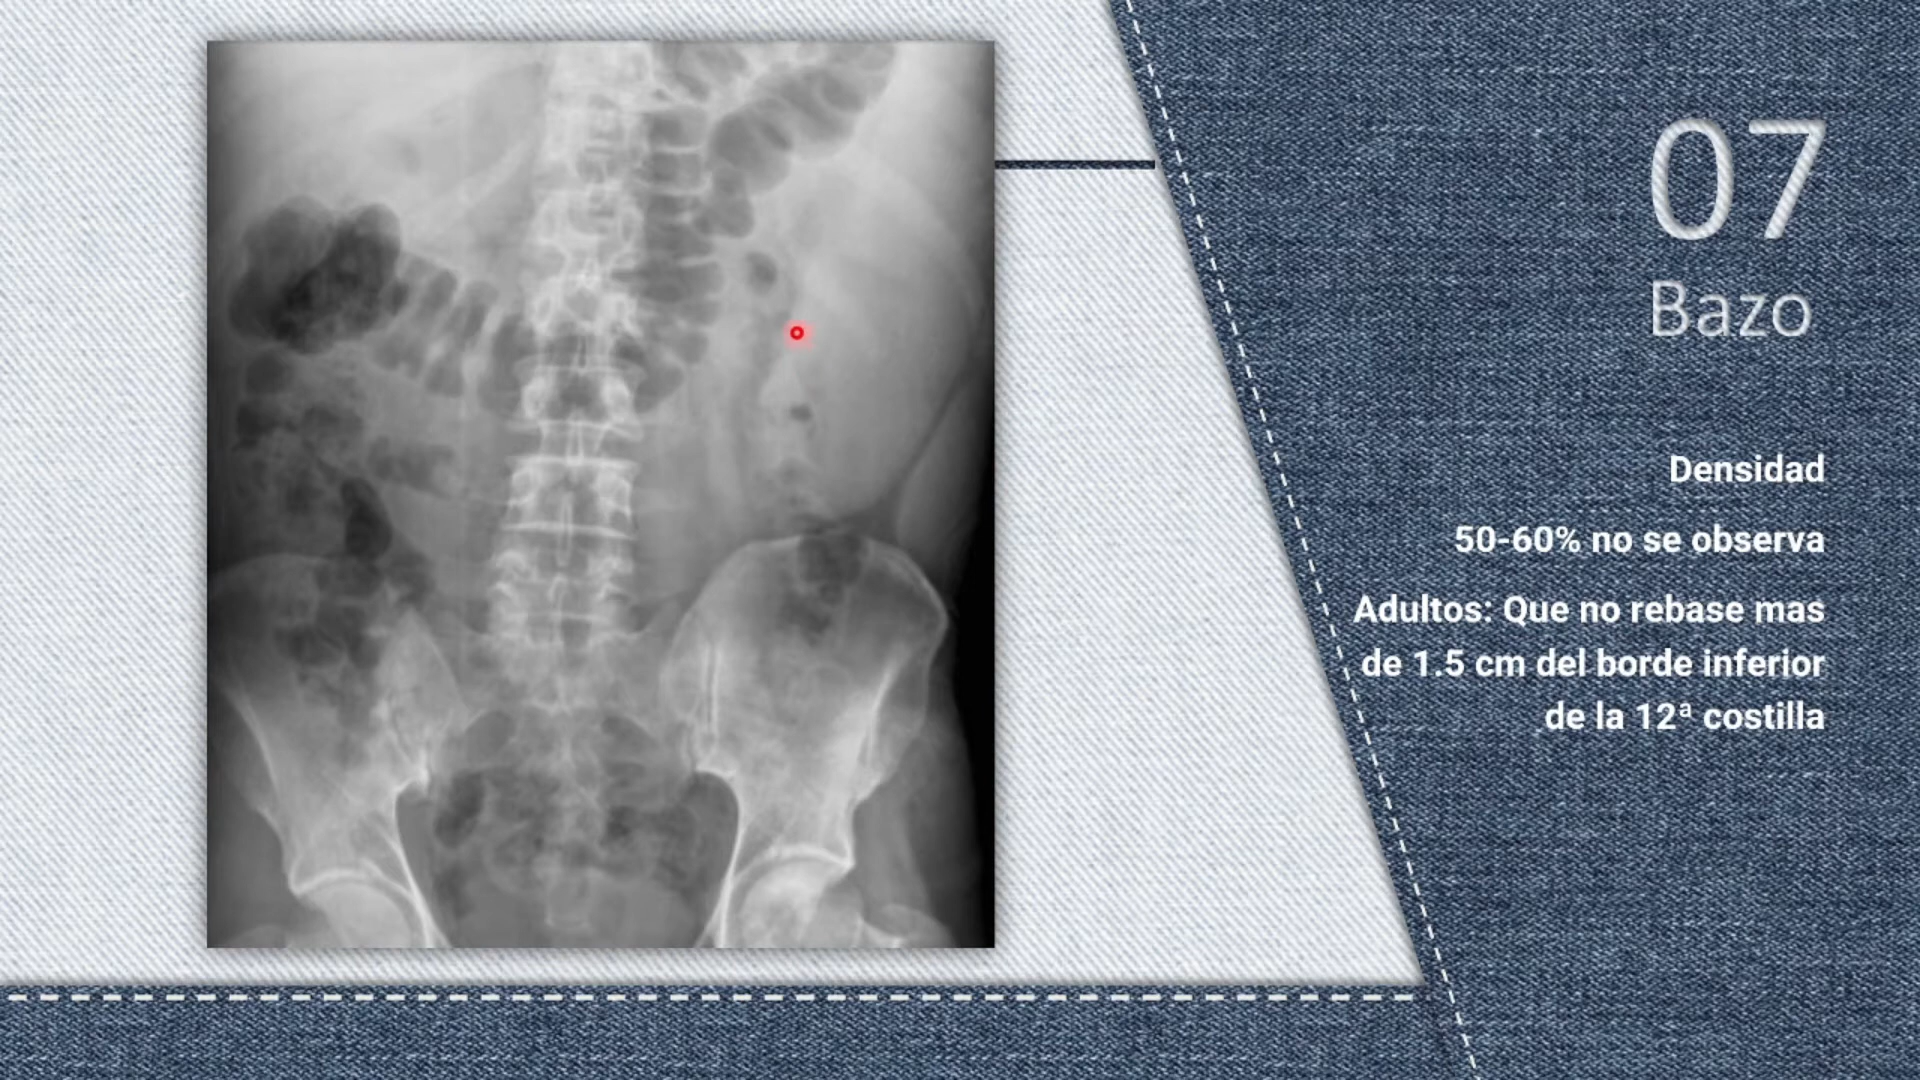 07
Bazo
Densidad
50-60% no se observa
Adultos: Que no rebase mas
de 1.5 cm del borde inferior
de la 12ª costilla